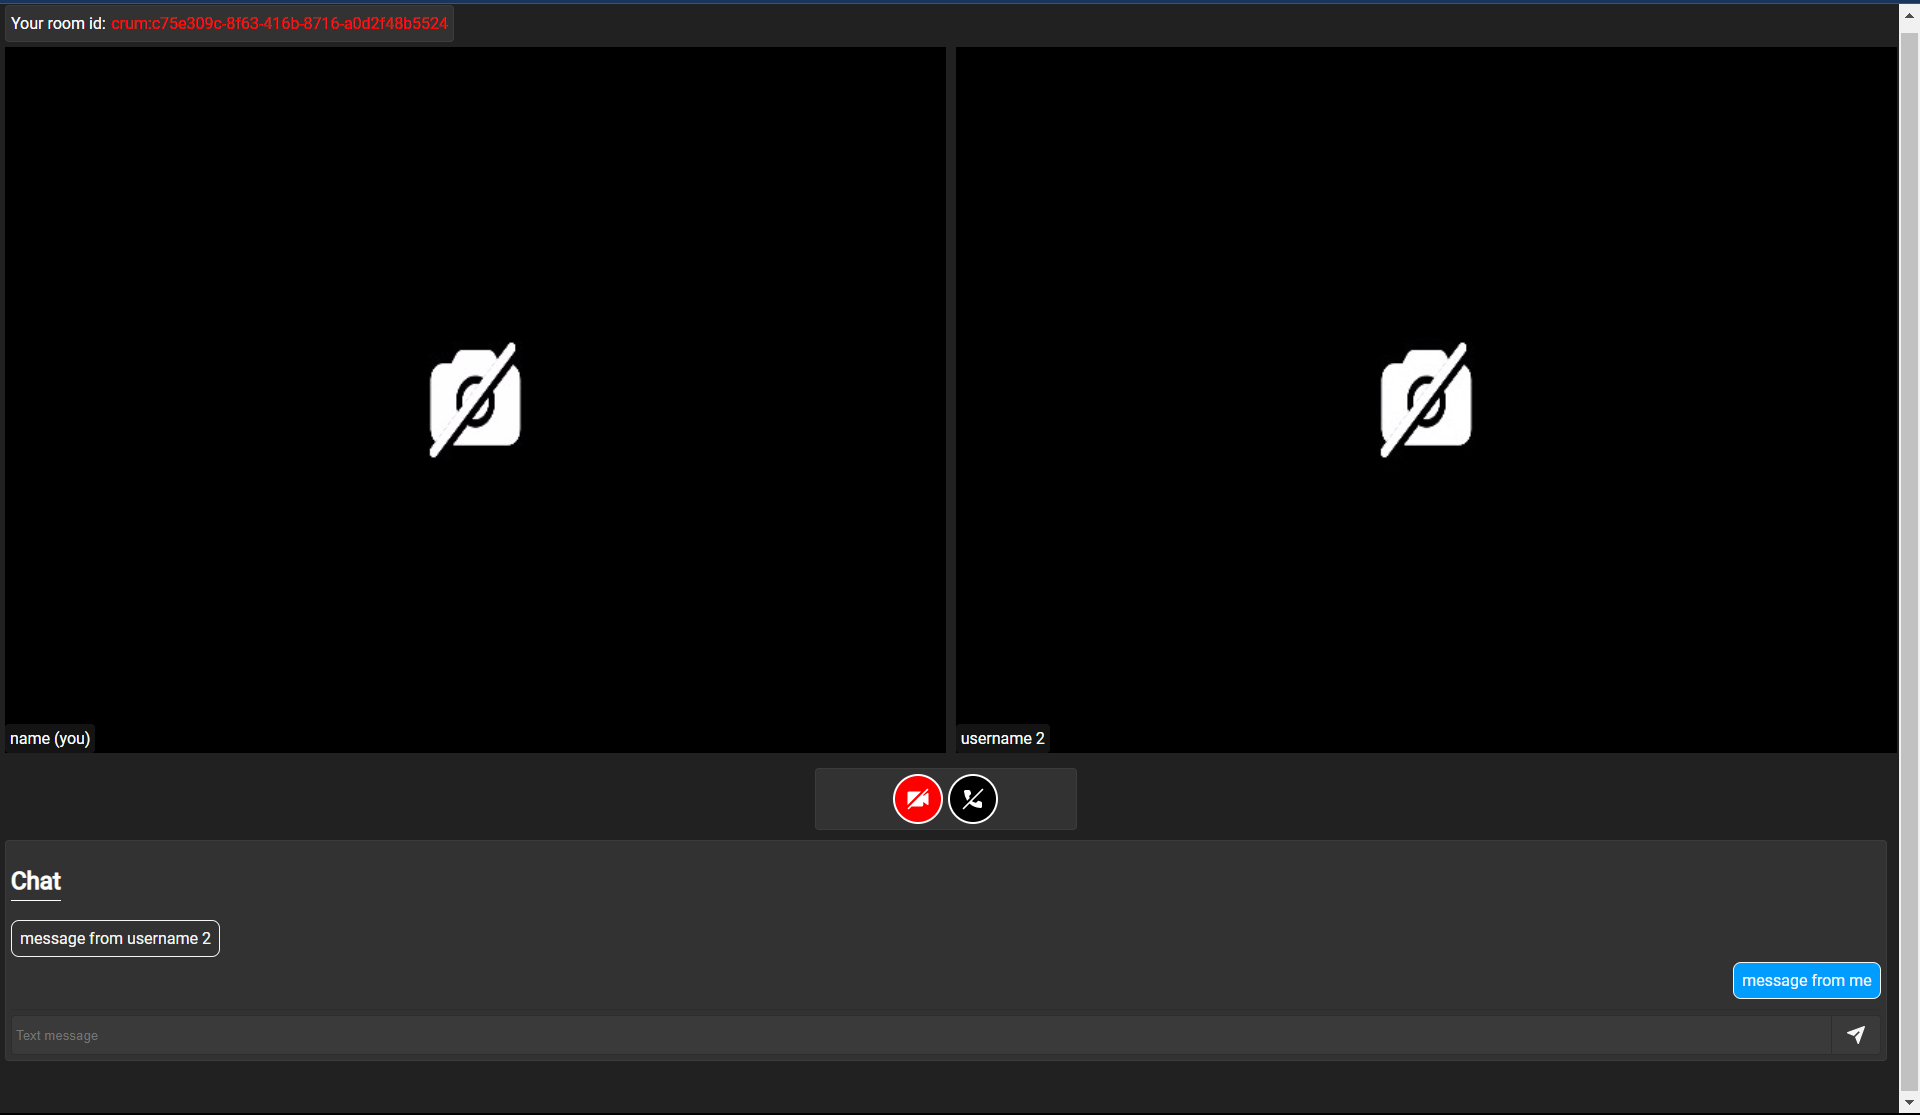 Your room id: crum:c75e309c-8f63-416b-8716-a0d2f48b5524
name (you)
username 2
Chat
message from username 2
message from me
Text message